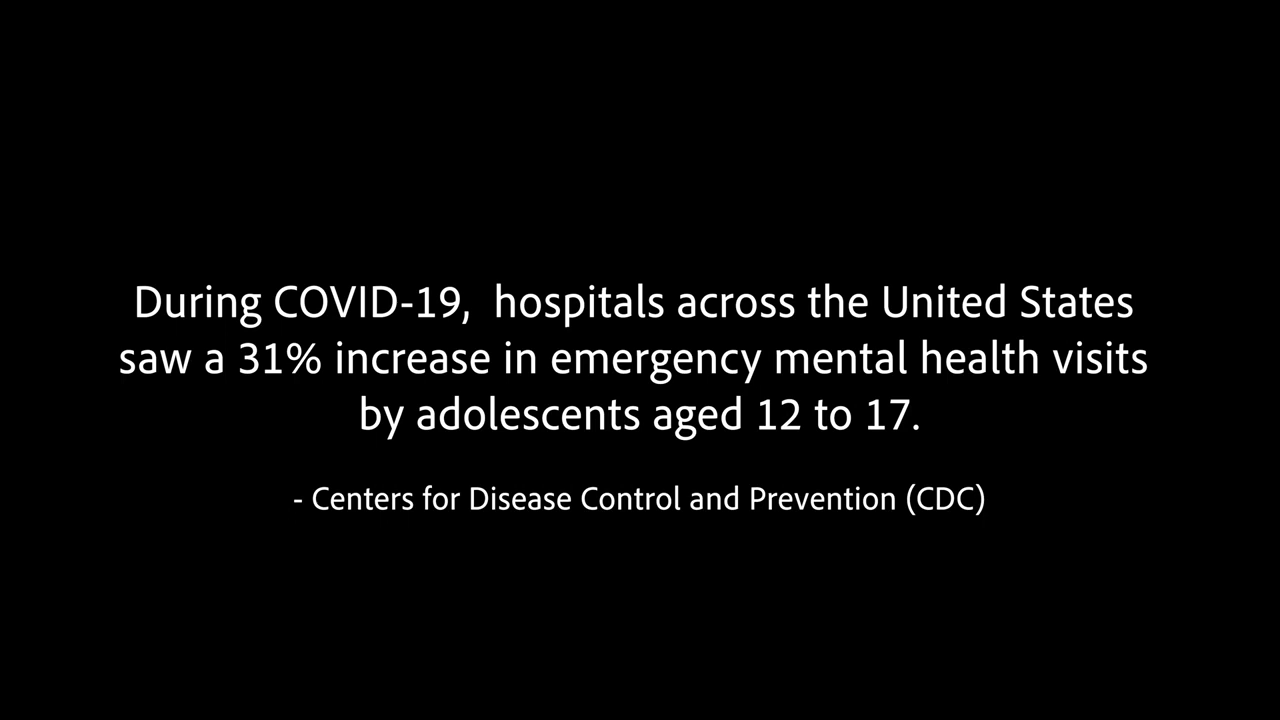 During COVID-19,  hospitals across the United States
saw a 31% increase in emergency mental health visits
by adolescents aged 12 to 17.
- Centers for Disease Control and Prevention (CDC)